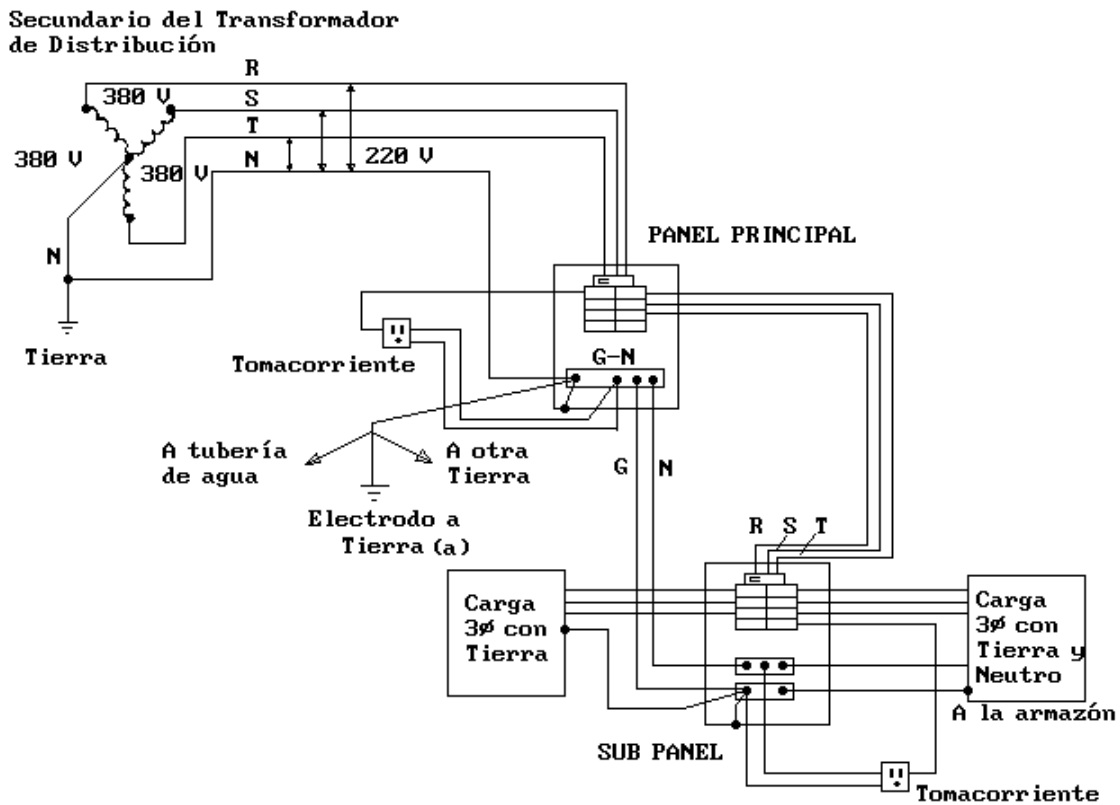 Secundario del Transformador
de Distribución
R
380 V
S
T
380 V
380 V
N
220 V
N
Tierra
PANEL PRINCIPAL
Tomacorriente
G-N
A tubería
de agua
A otra
Tierra
G
N
Electrodo a
Tierra (a)
R S T
Carga
3ø con
Tierra
Carga
3ø con
Tierra y
Neutro
A la armazón
SUB PANEL
Tomacorriente